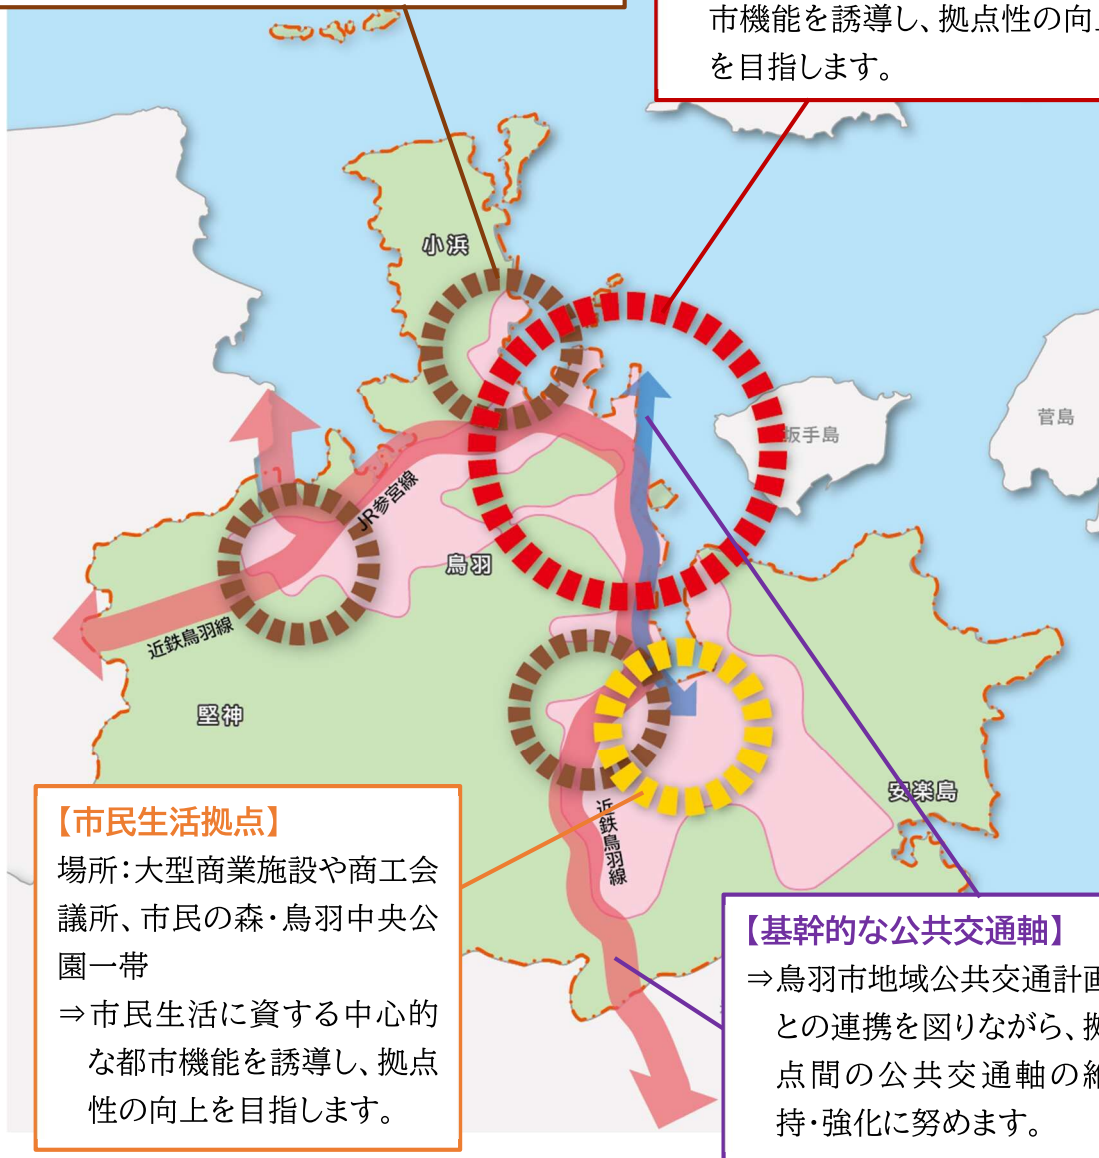 市機能を誘導し、拠点性の向上
を目指します。
小浜
坂手島
菅島
JR参宮線
鳥羽
近鉄鳥羽線
堅神
安楽島
近鉄鳥羽線
【市民生活拠点】
場所：大型商業施設や商工会
議所、市民の森・鳥羽中央公
園一帯
⇒市民生活に資する中心的
な都市機能を誘導し、拠点
性の向上を目指します。
【基幹的な公共交通軸】
⇒鳥羽市地域公共交通計画
との連携を図りながら、拠
点間の公共交通軸の維
持・強化に努めます。